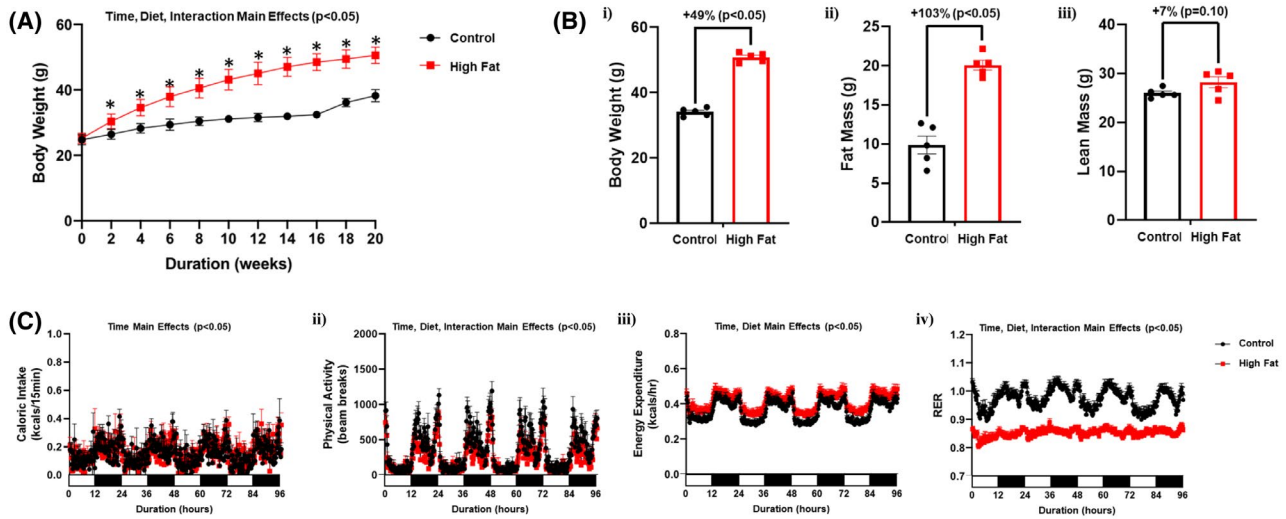 (A)
Time, Diet, Interaction Main Effects (p<0.05)
Body Weight (g)
60
40
20
0
* * * * * * * * * *
0 2 4 6 8 10 12 14 16 18 20
Duration (weeks)
Control
High Fat
(B)
i)
+49% (p<0.05)
Body Weight (g)
60
40
20
0
Control High Fat
ii)
+103% (p<0.05)
Fat Mass (g)
25
20
15
10
5
0
Control High Fat
iii)
+7% (p=0.10)
Lean Mass (g)
40
30
20
10
0
Control High Fat
(C)
Time Main Effects (p<0.05)
Caloric Intake
(kcals/15min)
1.0
0.8
0.6
0.4
0.2
0.0
0 12 24 36 48 60 72 84 96
Duration (hours)
ii)
Time, Diet, Interaction Main Effects (p<0.05)
Physical Activity
(beam breaks)
2000
1500
1000
500
0
0 12 24 36 48 60 72 84 96
Duration (hours)
iii)
Time, Diet Main Effects (p<0.05)
Energy Expenditure
(kcals/hr)
0.8
0.6
0.4
0.2
0.0
0 12 24 36 48 60 72 84 96
Duration (hours)
iv)
Time, Diet, Interaction Main Effects (p<0.05)
RER
1.2
1.1
1.0
0.9
0.8
0.7
0 12 24 36 48 60 72 84 96
Duration (hours)
Control
High Fat